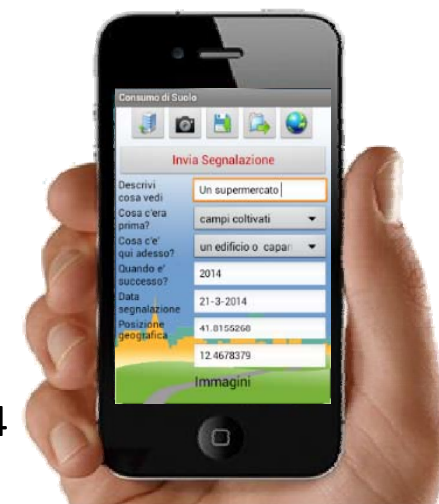 Consumo di Suolo
Invia Segnalazione
Descrivi cosa vedi
Un supermercato
Cosa c'era prima?
campi coltivati
Cosa c'e' qui adesso?
un edificio o capan
Quando e' successo?
2014
Data segnalazione
21-3-2014
Posizione geografica
41.8155268
12.4678379
Immagini
4